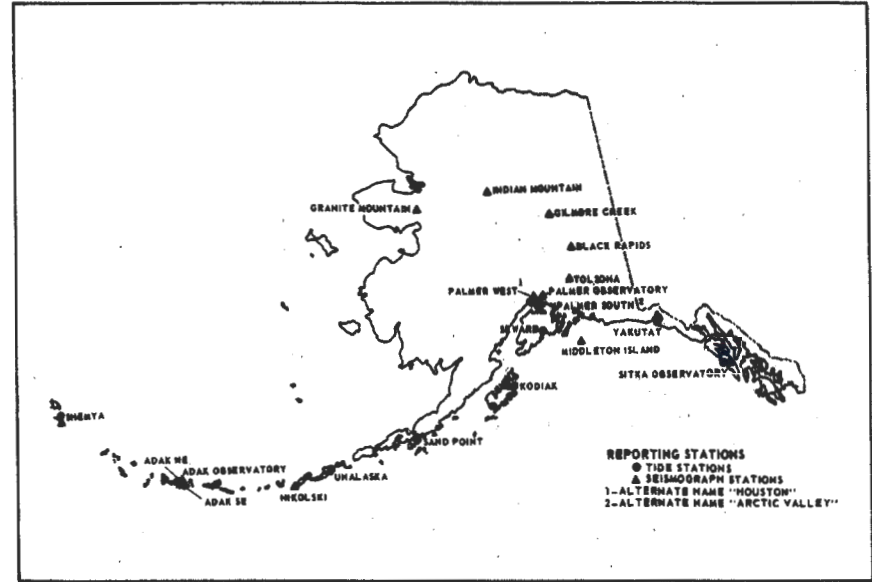 INDIAN MOUNTAIN
GRANITE MOUNTAIN
GILMORE CREEK
BLACK RAPIDS
TOLSONA
1
PALMER WEST
PALMER OBSERVATORY
PALMER SOUTH 2
SEWARD
YAKUTAT
MIDDLETON ISLAND
SITKA OBSERVATORY
KODIAK
SHEMYA
SAND POINT
ADAK NE
ADAK OBSERVATORY
UNALASKA
ADAK SE
NIKOLSKI
REPORTING STATIONS
TIDE STATIONS
SEISMOGRAPH STATIONS
1-ALTERNATE NAME "HOUSTON"
2-ALTERNATE NAME "ARCTIC VALLEY"